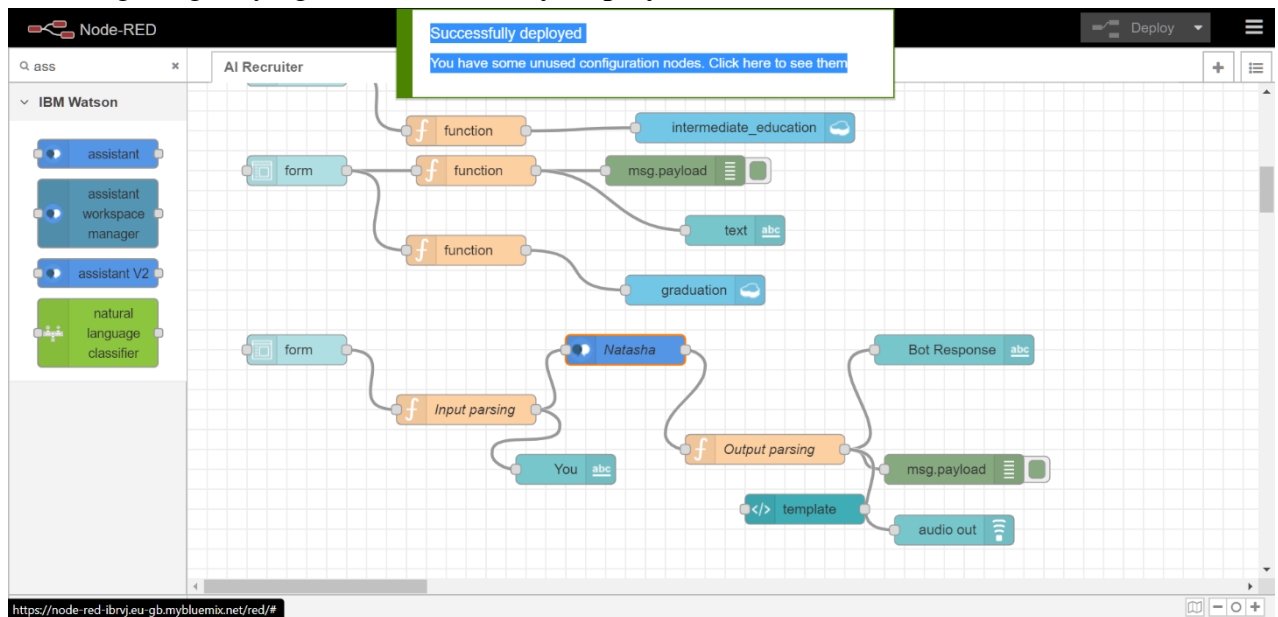 Node-RED
Successfully deployed
You have some unused configuration nodes. Click here to see them
Deploy
ass
×
AI Recruiter
+
IBM Watson
assistant
assistant
workspace
manager
assistant V2
natural
language
classifier
function
intermediate_education
form
function
msg.payload
text abc
function
graduation
form
Natasha
Bot Response abc
Input parsing
You abc
Output parsing
msg.payload
</> template
audio out
https://node-red-ibrvj.eu-gb.mybluemix.net/red/#